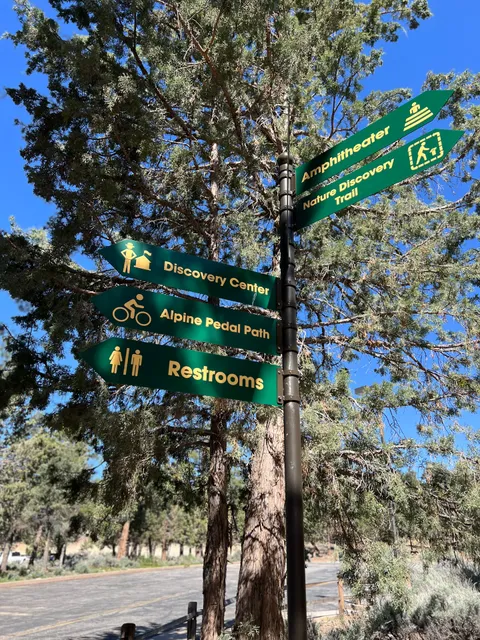 Amphitheater
Nature Discovery
Trail
Discovery Center
Alpine Pedal Path
Restrooms